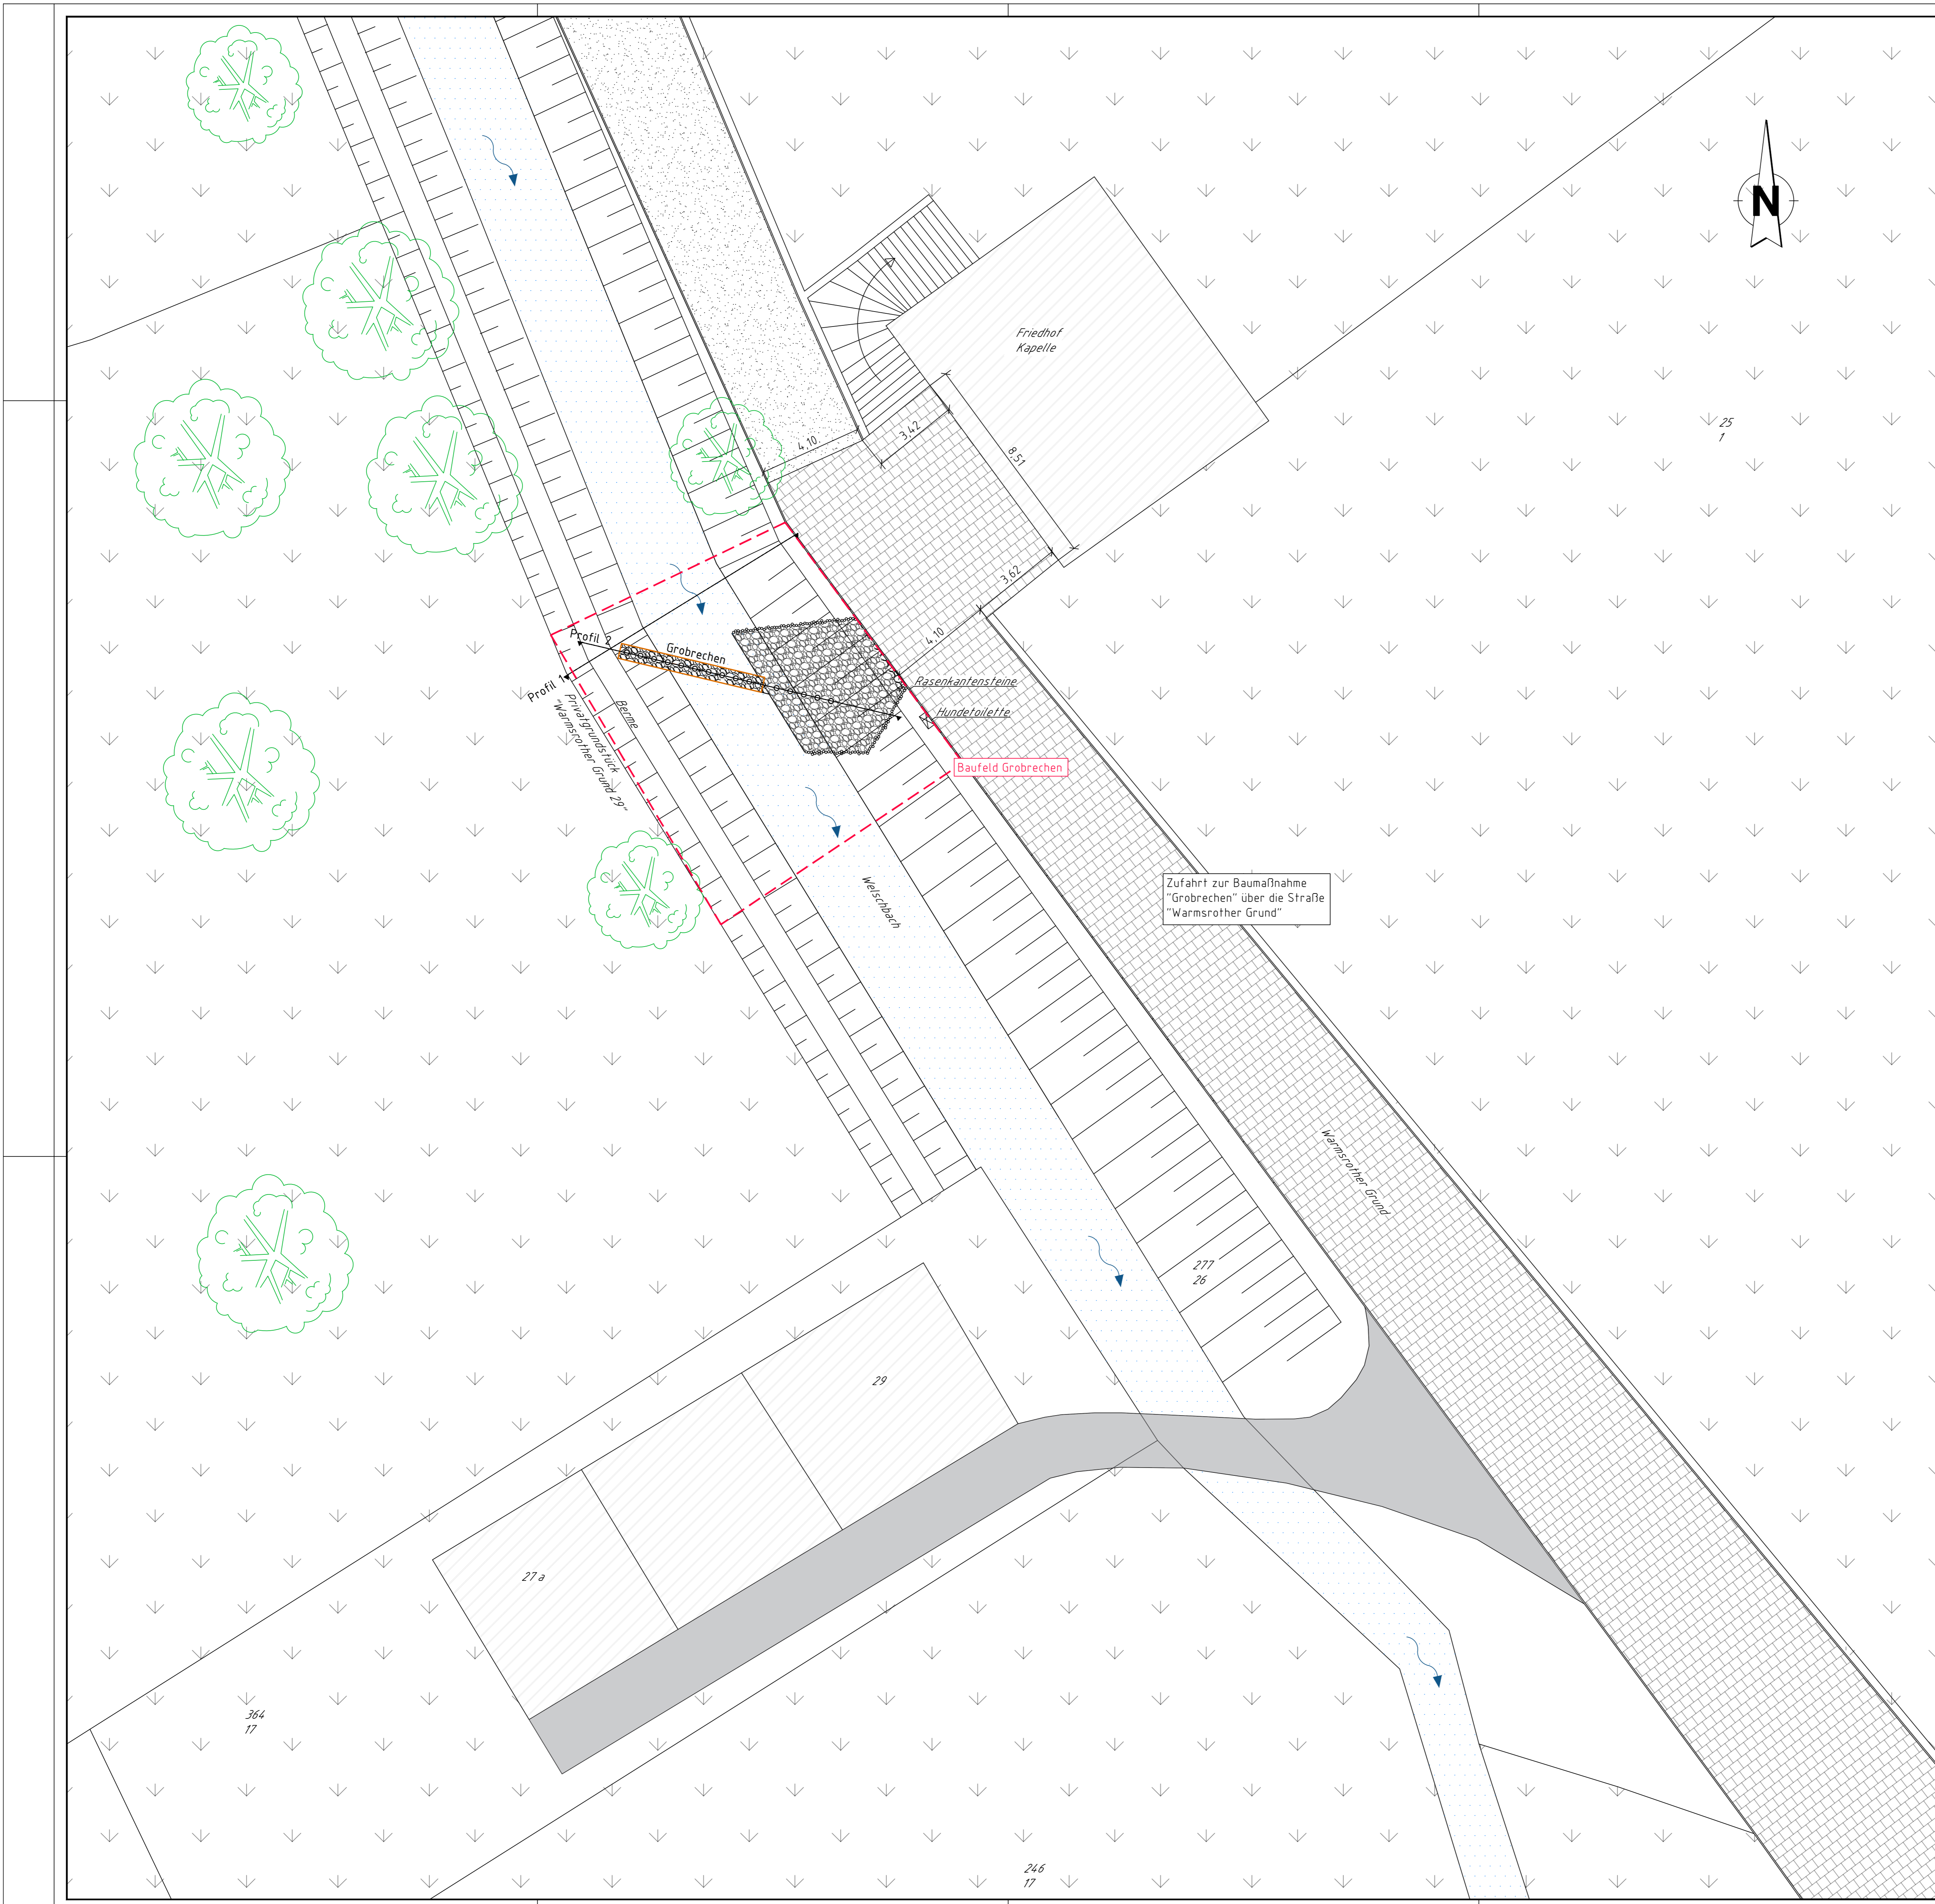 N
Friedhof
Kapelle
25
1
4,10
3,42
8,51
3,62
4,10
Profil 2
Grobrechen
Profil 1
Rasenkantensteine
Hundetoilette
Berme
Privatgrundstück
"Warmsrother Grund 29"
Baufeld Grobrechen
Welschbach
Zufahrt zur Baumaßnahme
"Grobrechen" über die Straße
"Warmsrother Grund"
Warmsrother Grund
277
26
29
27 a
364
17
246
17